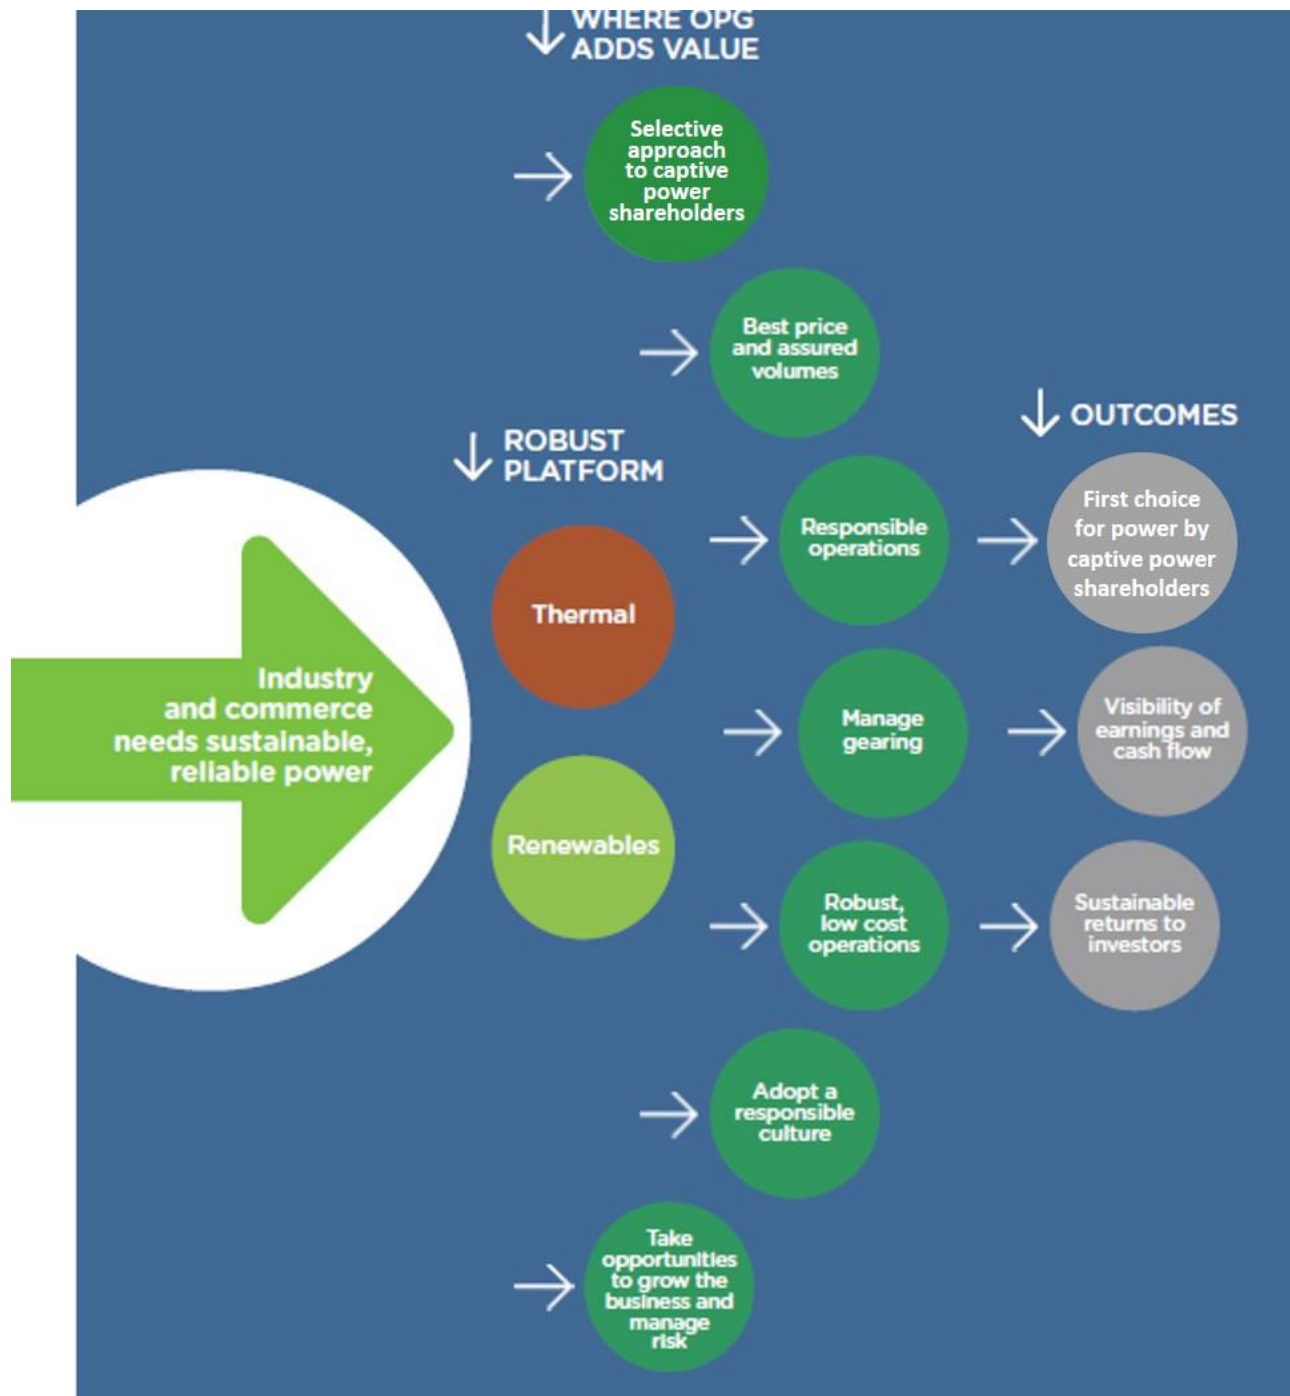 WHERE OPG
ADDS VALUE
Selective
approach
to captive
power
shareholders
Best price
and assured
volumes
OUTCOMES
ROBUST
PLATFORM
Responsible
operations
First choice
for power by
captive power
shareholders
Thermal
Industry
and commerce
needs sustainable,
reliable power
Manage
gearing
Visibility of
earnings and
cash flow
Renewables
Robust,
low cost
operations
Sustainable
returns to
investors
Adopt a
responsible
culture
Take
opportunities
to grow the
business and
manage
risk